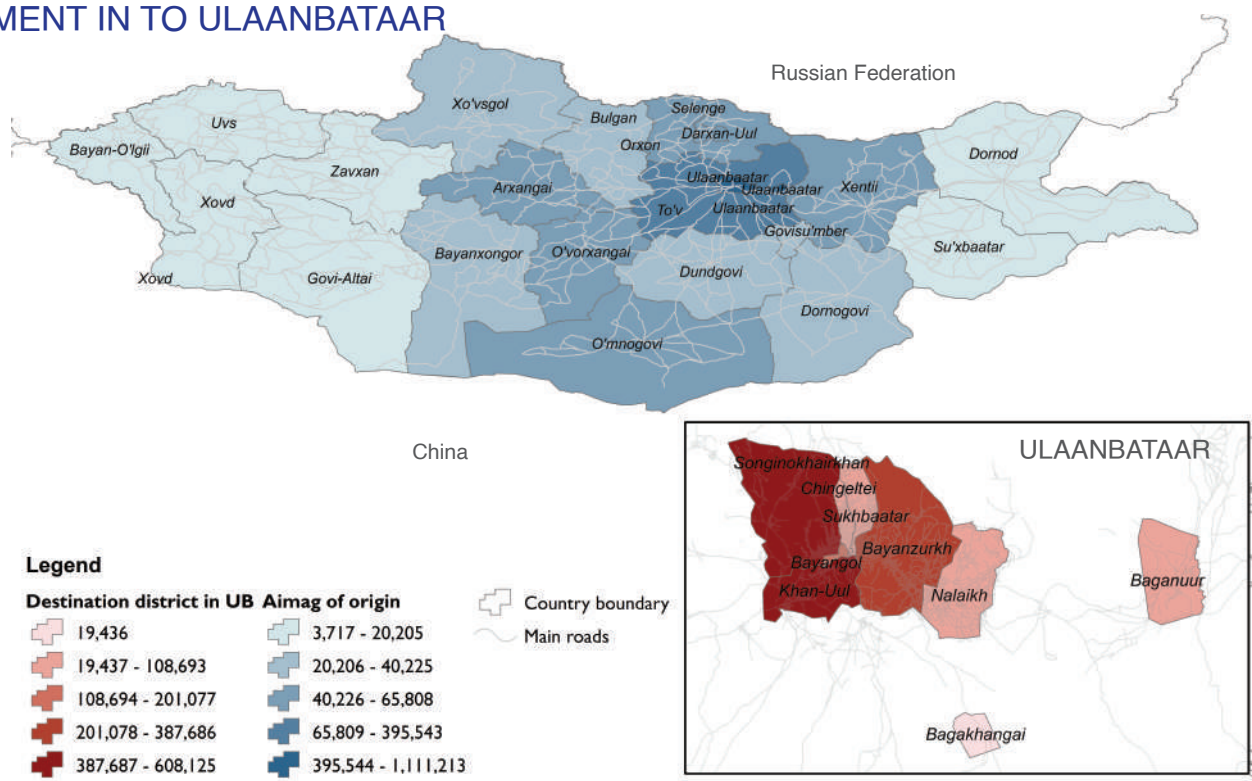 MENT IN TO ULAANBATAAR
Russian Federation
Xo'vsgol
Bulgan
Selenge
Orxon
Darxan-Uul
Uvs
Bayan-O'lgii
Zavxan
Xovd
Arxangai
Ulaanbaatar
Ulaanbaatar
Xentii
Dornod
To'v
Ulaanbaatar
Govisu'mber
Bayanxongor
O'vorxangai
Su'xbaatar
Xovd
Govi-Altai
Dundgovi
Dornogovi
O'mnogovi
China
ULAANBATAAR
Songinokhairkhan
Chingeltei
Sukhbaatar
Bayanzurkh
Bayangol
Khan-Uul
Nalaikh
Baganuur
Bagakhangai
Legend
Destination district in UB
19,436
19,437 - 108,693
108,694 - 201,077
201,078 - 387,686
387,687 - 608,125
Aimag of origin
3,717 - 20,205
20,206 - 40,225
40,226 - 65,808
65,809 - 395,543
395,544 - 1,111,213
Country boundary
Main roads